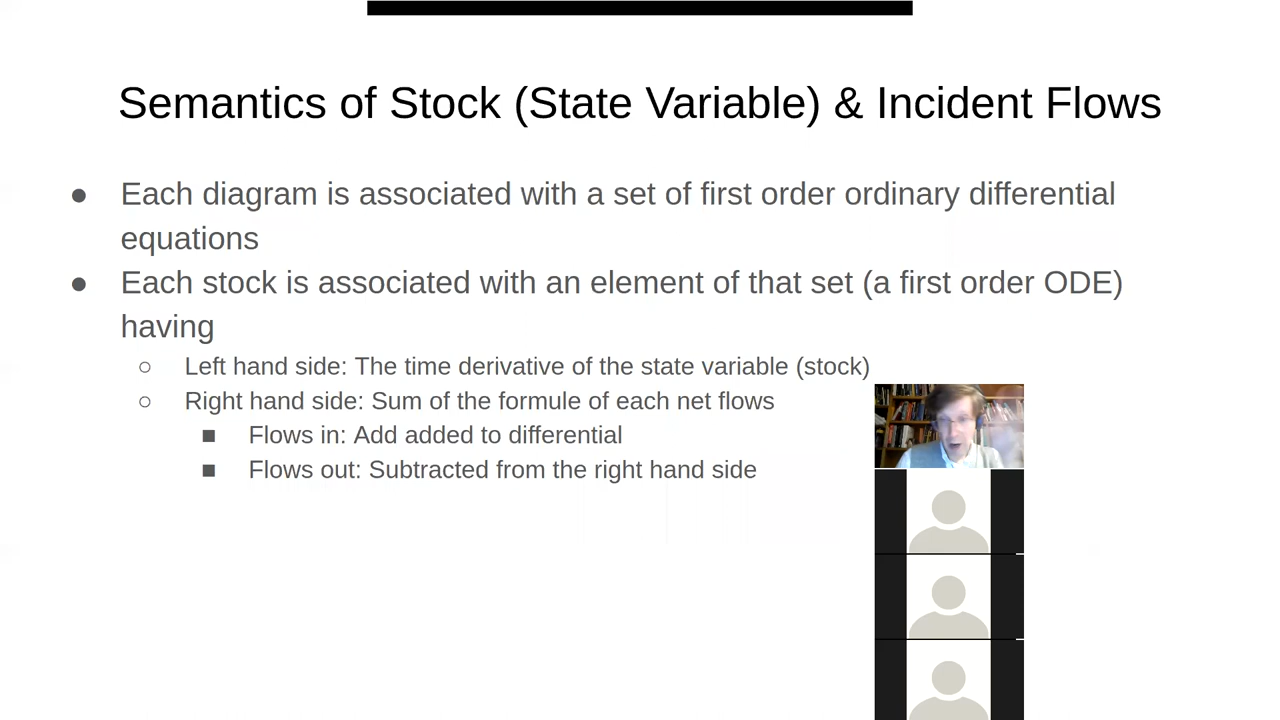 Semantics of Stock (State Variable) & Incident Flows
● Each diagram is associated with a set of first order ordinary differential
equations
● Each stock is associated with an element of that set (a first order ODE)
having
○ Left hand side: The time derivative of the state variable (stock)
○ Right hand side: Sum of the formule of each net flows
■ Flows in: Add added to differential
■ Flows out: Subtracted from the right hand side